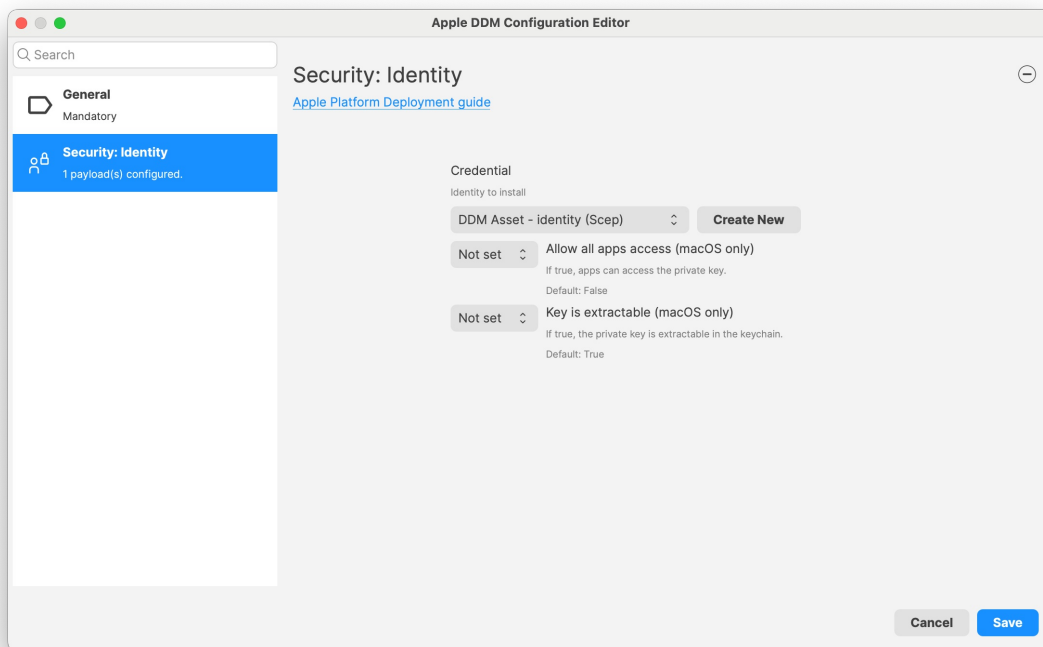 Apple DDM Configuration Editor
Search
General
Mandatory
Security: Identity
1 payload(s) configured.
Security: Identity
Apple Platform Deployment guide
Credential
Identity to install
DDM Asset - identity (Scep)
Create New
Not set
Allow all apps access (macOS only)
If true, apps can access the private key.
Default: False
Not set
Key is extractable (macOS only)
If true, the private key is extractable in the keychain.
Default: True
Cancel
Save